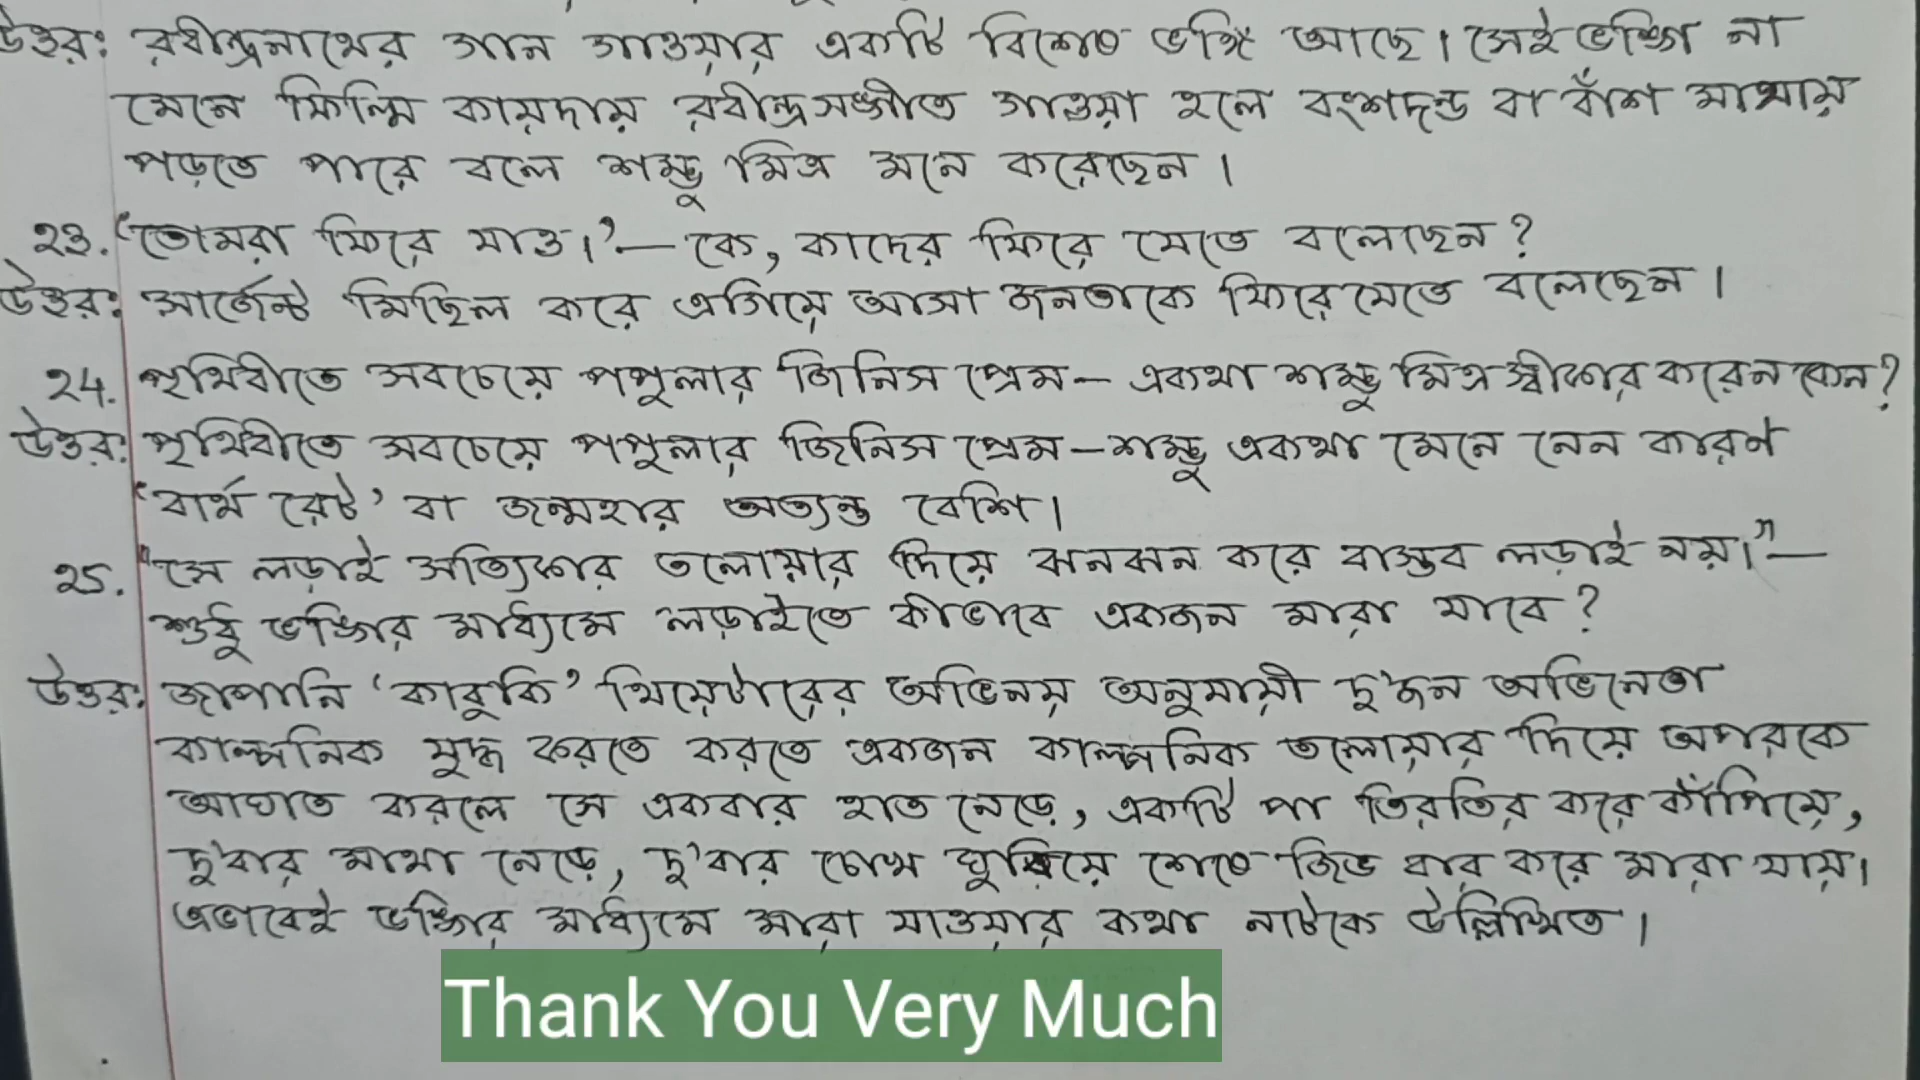 উত্তর: রবীন্দ্রনাথের গান গাওয়ার একটি বিশেষ ভঙ্গি আছে। সেই ভঙ্গি না
মেনে ফিল্মি কায়দায় রবীন্দ্রসঙ্গীত গাওয়া হলে বংশদন্ড বা বাঁশ মাথায়
পড়তে পারে বলে শম্ভু মিত্র মনে করেছেন।
২৩. 'তোমরা ফিরে যাও।'— কে, কাদের ফিরে যেতে বলেছেন?
উত্তর: সার্জেন্ট মিছিল করে এগিয়ে আসা জনতাকে ফিরে যেতে বলেছেন।
২4. পৃথিবীতে সবচেয়ে পপুলার জিনিস প্রেম— একথা শম্ভু মিত্র স্বীকার করেন কেন?
উত্তর: পৃথিবীতে সবচেয়ে পপুলার জিনিস প্রেম—শম্ভু একথা মেনে নেন কারণ
'বার্থ রেট' বা জন্মহার অত্যন্ত বেশি।
২5. "সে লড়াই সত্যিকার তলোয়ার দিয়ে ঝনঝন করে বাস্তব লড়াই নয়।"—
শুধু ভঙ্গির মাধ্যমে লড়াইতে কীভাবে একজন মারা যাবে?
উত্তর: জাপানি 'কাবুকি' থিয়েটারের অভিনয় অনুযায়ী দু'জন অভিনেতা
কাল্পনিক যুদ্ধ করতে করতে একজন কাল্পনিক তলোয়ার দিয়ে অপরকে
আঘাত করলে সে একবার হাত নেড়ে, একটি পা তিরতির করে কাঁপিয়ে,
দু'বার মাথা নেড়ে, দু'বার চোখ ঘুরিয়ে শেষে জিভ বার করে মারা যায়।
এভাবেই ভঙ্গির মাধ্যমে মারা যাওয়ার কথা নাটকে উল্লিখিত।
Thank You Very Much